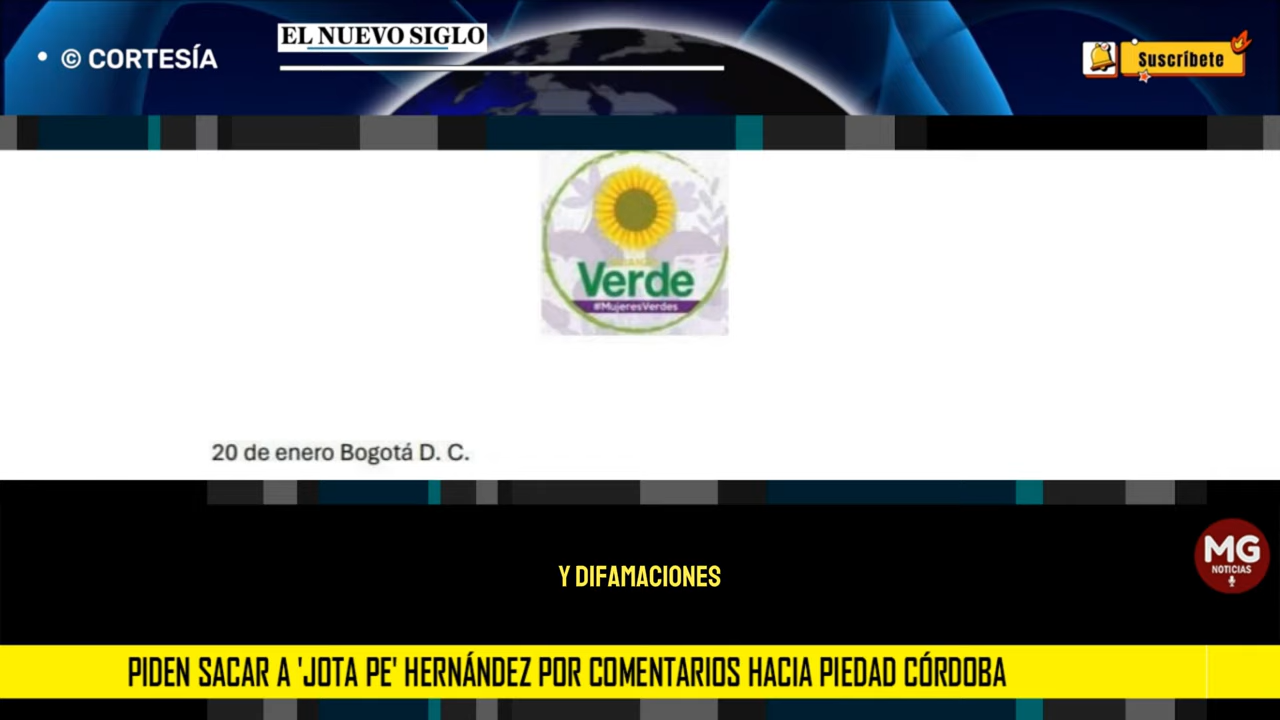 • © CORTESÍA
EL NUEVO SIGLO
Suscríbete
Verde
#MujeresVerdes
20 de enero Bogotá D. C.
Y DIFAMACIONES
MG
NOTICIAS
PIDEN SACAR A 'JOTA PE' HERNÁNDEZ POR COMENTARIOS HACIA PIEDAD CÓRDOBA